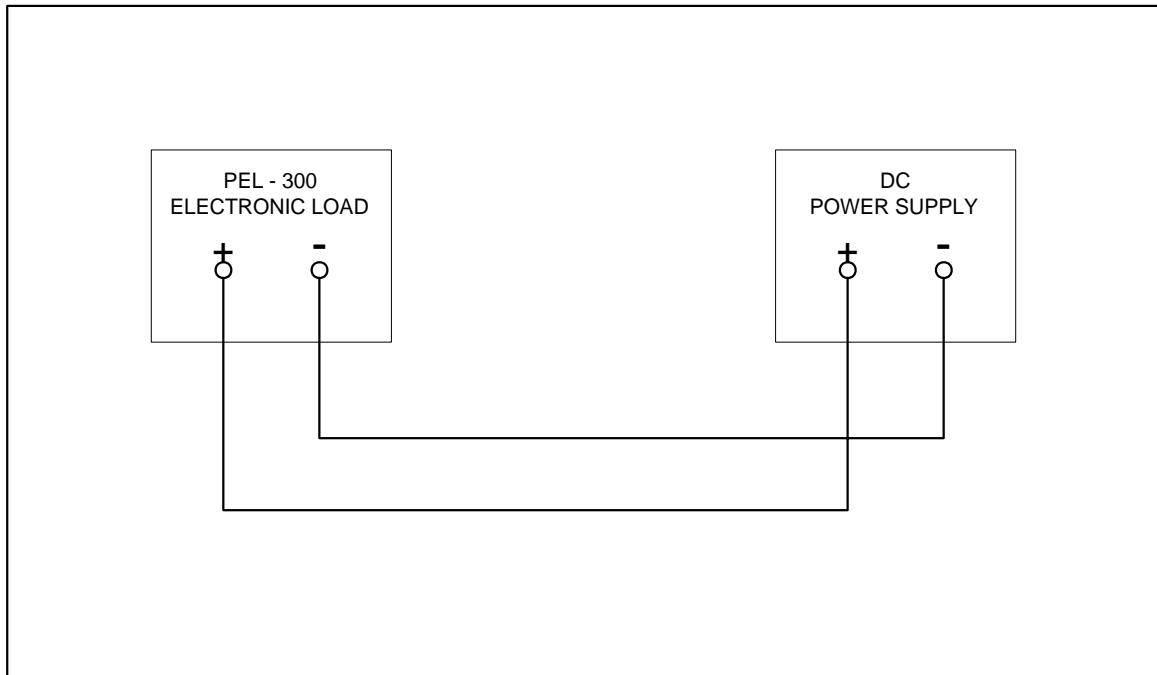 PEL - 300
ELECTRONIC LOAD
+ -
DC
POWER SUPPLY
+ -